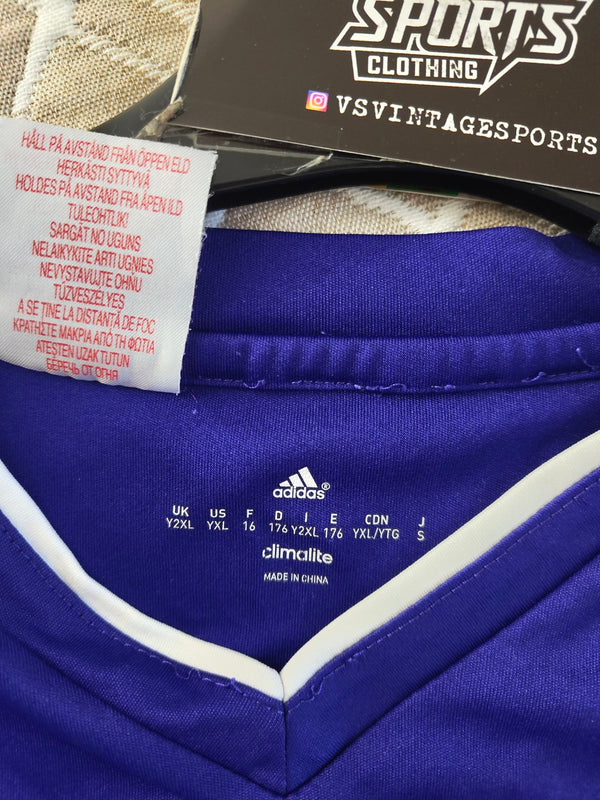 SPORTS
CLOTHING
VSVINTAGESPORTS
HÅLL PÅ AVSTÅND FRÅN ÖPPEN ELD
HERKÄSTI SYTTYVÄ
HOLDES PÅ AVSTAND FRA ÅPEN ILD
TULEOHTLIK!
SARGĀT NO UGUNS
NELAIKYKITE ARTI UGNIES
NEVYSTAVUJTE OHŇU
TŰZVESZÉLYES
A SE ȚINE LA DISTANȚĂ DE FOC
ΚΡΑΤΗΣΤΕ ΜΑΚΡΙΑ ΑΠΟ ΤΗ ΦΩΤΙΑ
ATEŞTEN UZAK TUTUN
БЕРЕЧЬ ОТ ОГНЯ
adidas®
UK US F D I E CDN J
Y2XL YXL 16 176 Y2XL 176 YXL/YTG S
climalite
MADE IN CHINA